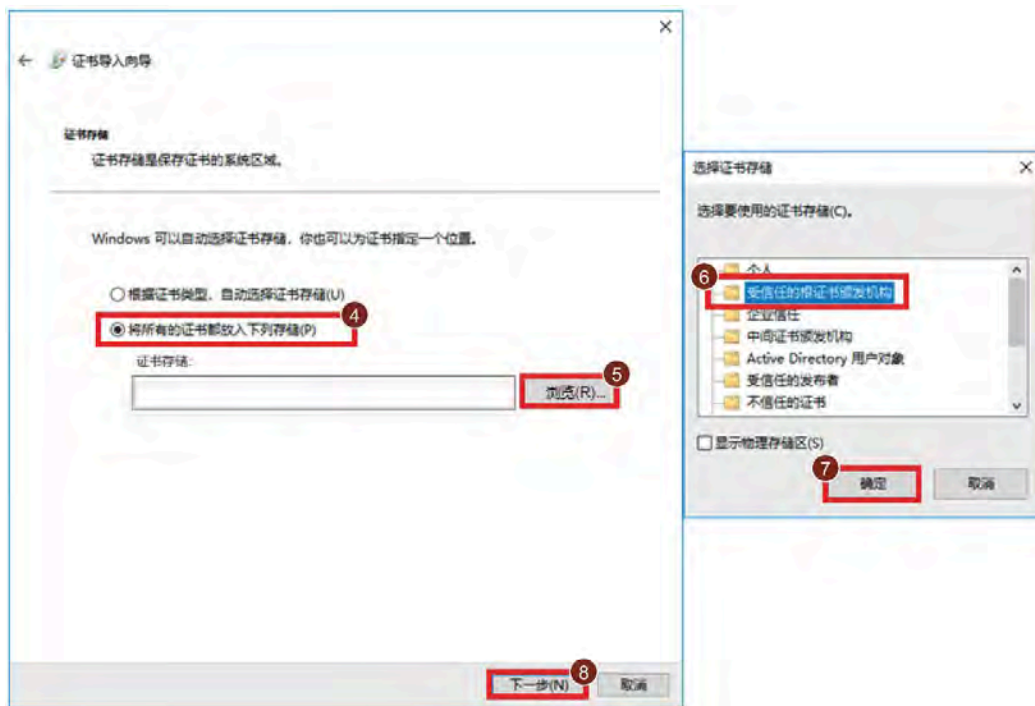 证书导入向导
证书存储
证书存储是保存证书的系统区域。
Windows 可以自动选择证书存储，你也可以为证书指定一个位置。
根据证书类型，自动选择证书存储(U)
将所有的证书都放入下列存储(P)
4
证书存储:
浏览(R)...
5
下一步(N)
8
取消
选择证书存储
选择要使用的证书存储(C)。
个人
6
受信任的根证书颁发机构
企业信任
中间证书颁发机构
Active Directory 用户对象
受信任的发布者
不信任的证书
显示物理存储区(S)
7
确定
取消